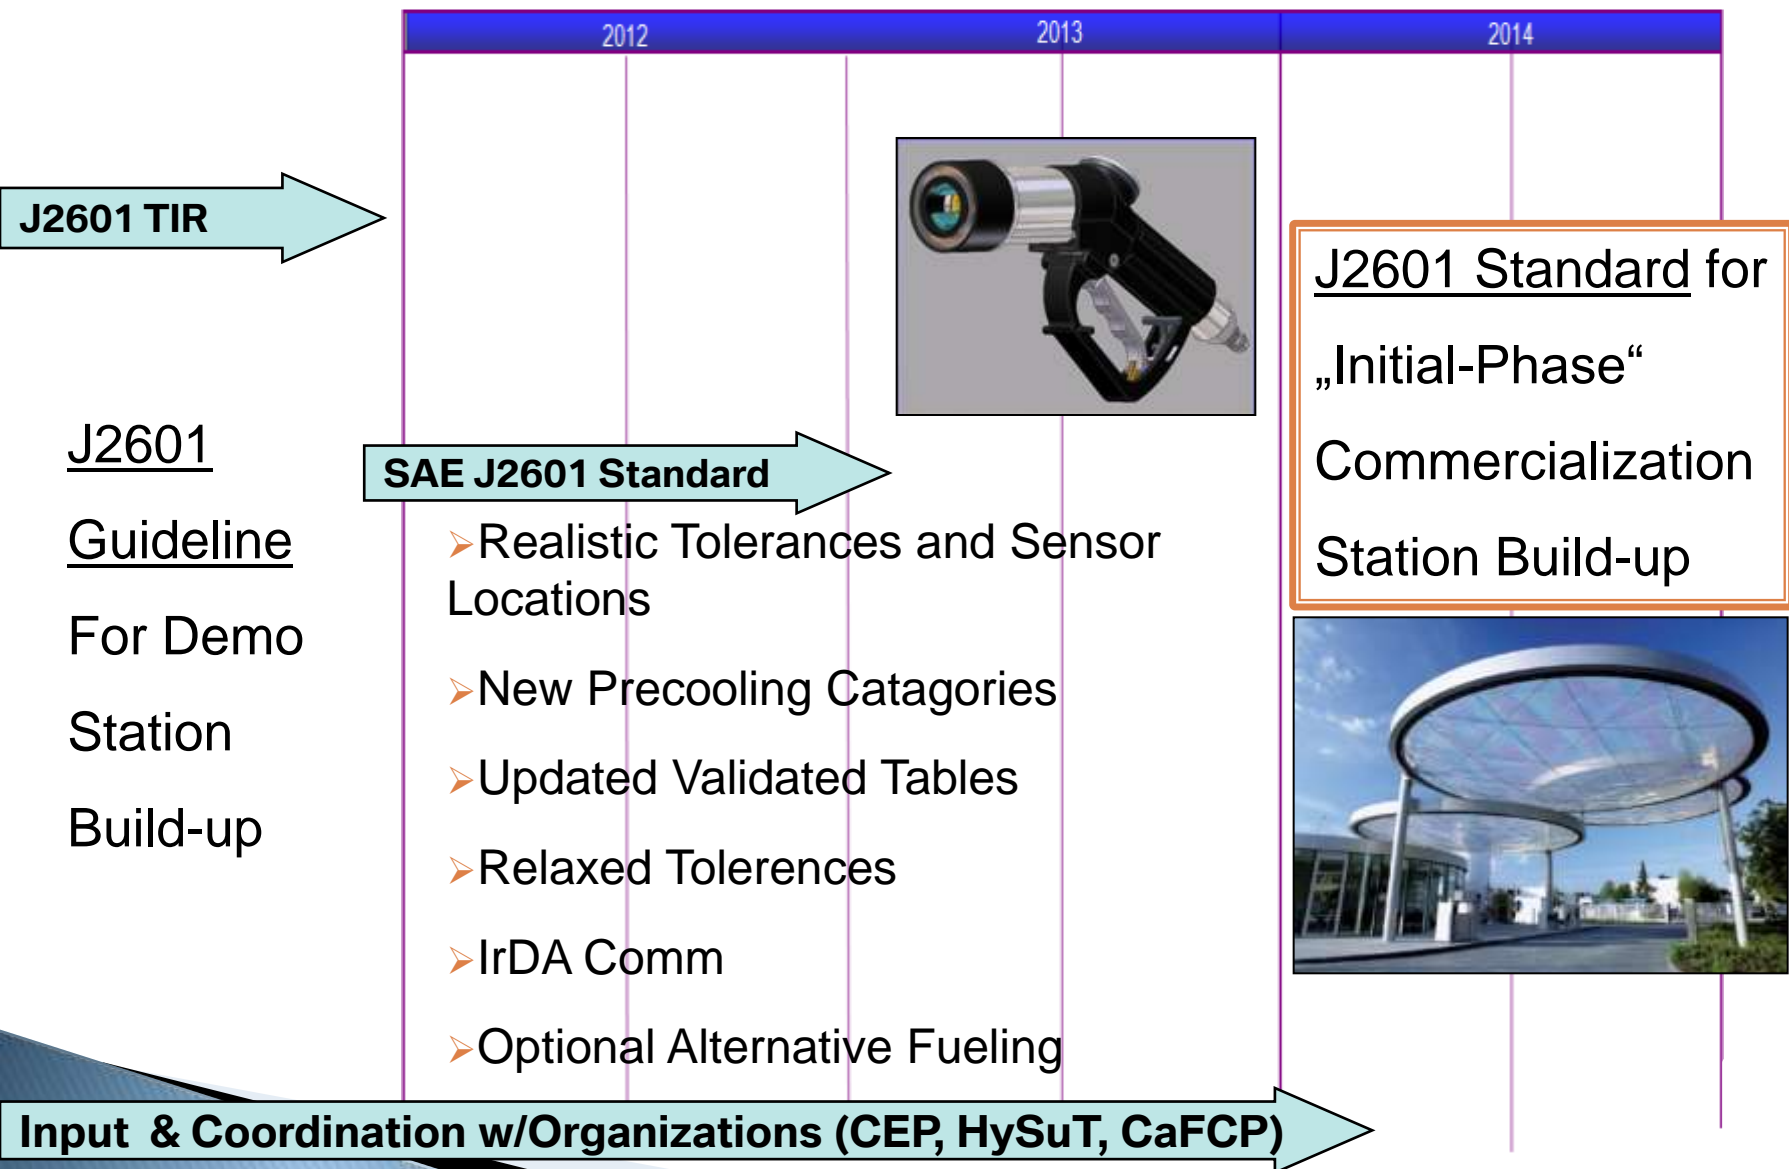 2012
2013
2014
J2601 TIR
J2601
Guideline
For Demo
Station
Build-up
SAE J2601 Standard
➢Realistic Tolerances and Sensor
Locations
➢New Precooling Catagories
➢Updated Validated Tables
➢Relaxed Tolerences
➢IrDA Comm
➢Optional Alternative Fueling
J2601 Standard for
„Initial-Phase“
Commercialization
Station Build-up
Input & Coordination w/Organizations (CEP, HySuT, CaFCP)